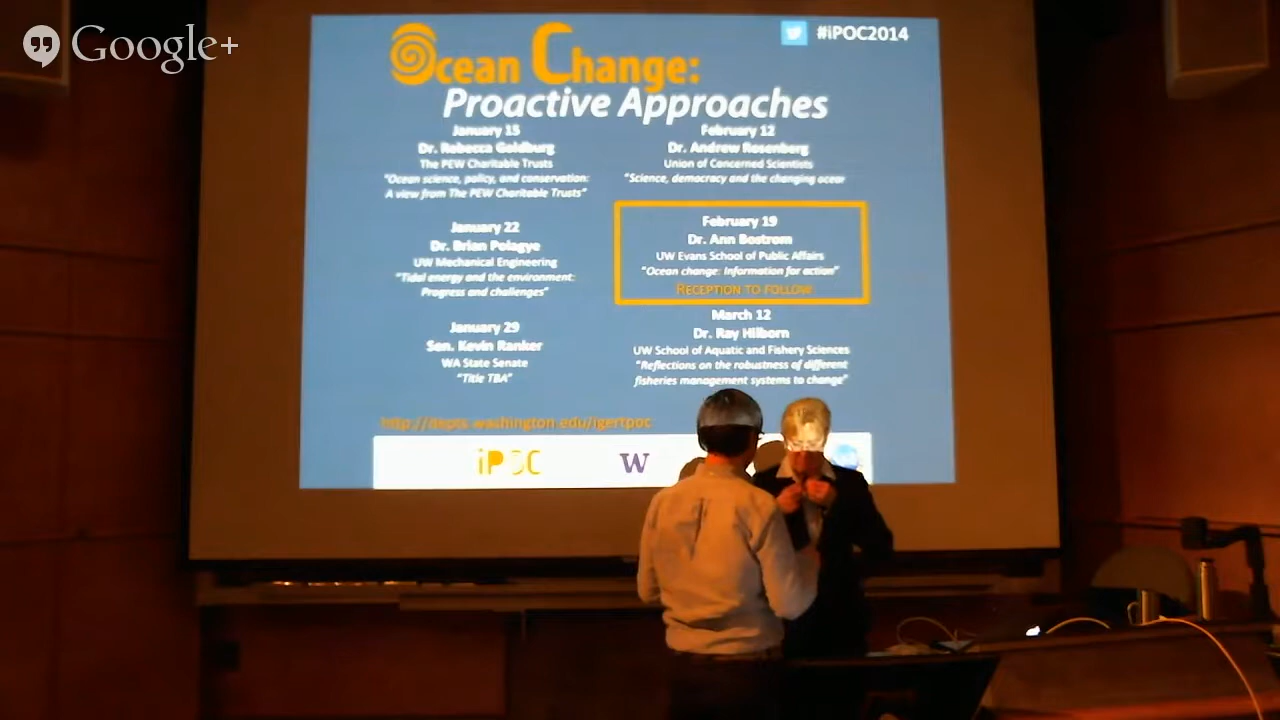 Google+
#iPOC2014
Ocean Change:
Proactive Approaches
January 15
Dr. Rebecca Goldburg
The PEW Charitable Trusts
"Ocean science, policy, and conservation:
A view from The PEW Charitable Trusts"
January 22
Dr. Brian Polagye
UW Mechanical Engineering
"Tidal energy and the environment:
Progress and challenges"
January 29
Sen. Kevin Ranker
WA State Senate
"Title TBA"
February 12
Dr. Andrew Rosenberg
Union of Concerned Scientists
"Science, democracy and the changing ocean
February 19
Dr. Ann Bostrom
UW Evans School of Public Affairs
"Ocean change: Information for action"
RECEPTION TO FOLLOW
March 12
Dr. Ray Hilborn
UW School of Aquatic and Fishery Sciences
"Reflections on the robustness of different
fisheries management systems to change"
http://depts.washington.edu/igertpoc
iPOC
W